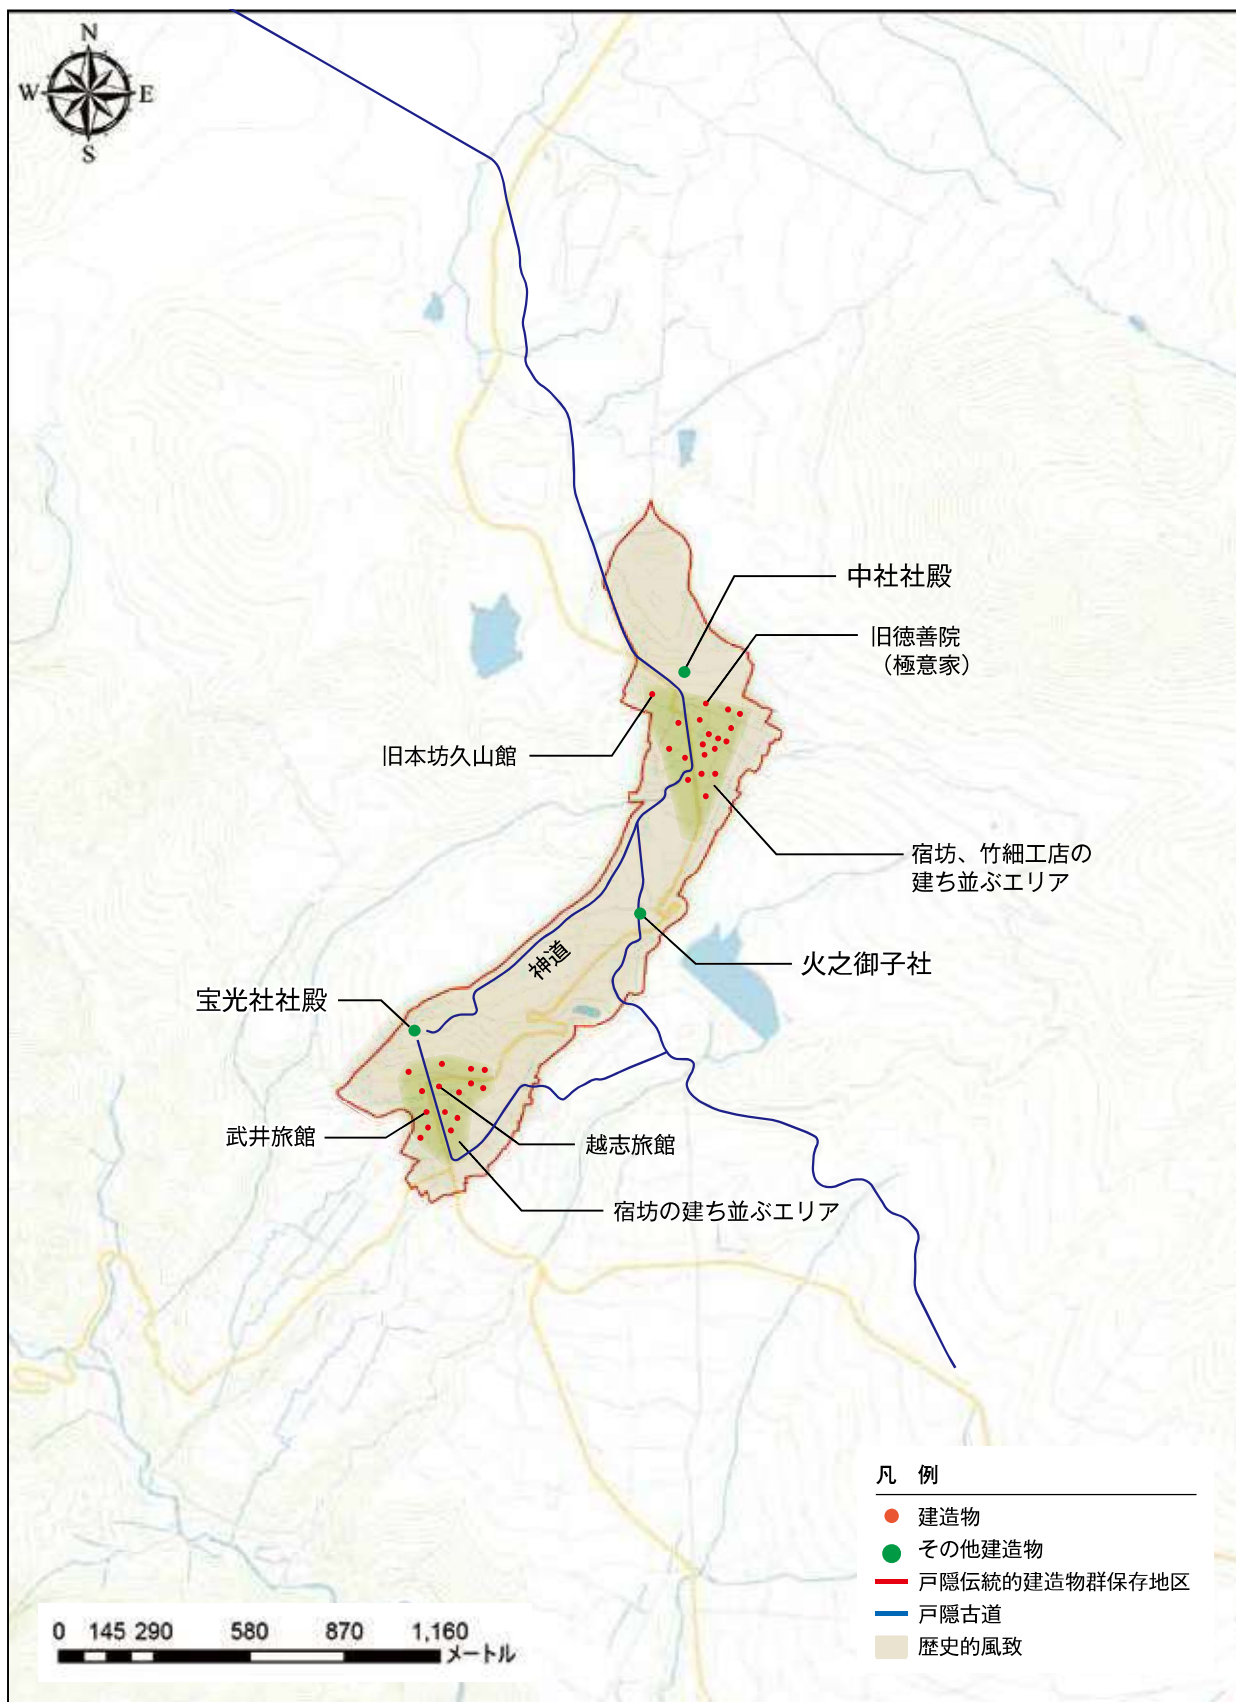 N
W
E
S
中社社殿
旧徳善院
（極意家）
旧本坊久山館
宿坊、竹細工店の
建ち並ぶエリア
火之御子社
神道
宝光社社殿
武井旅館
越志旅館
宿坊の建ち並ぶエリア
凡 例
建造物
その他建造物
戸隠伝統的建造物群保存地区
戸隠古道
歴史的風致
0 145 290 580 870 1,160
メートル